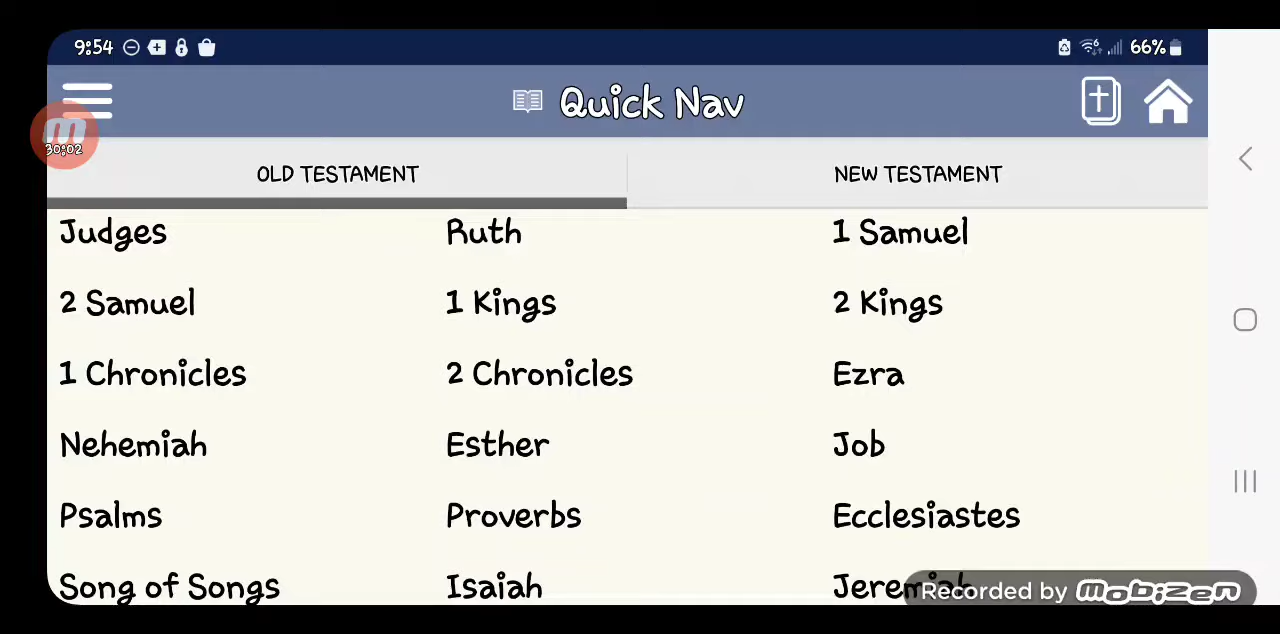 9:54 66%
Quick Nav
30:02
OLD TESTAMENT NEW TESTAMENT
Judges Ruth 1 Samuel
2 Samuel 1 Kings 2 Kings
1 Chronicles 2 Chronicles Ezra
Nehemiah Esther Job
Psalms Proverbs Ecclesiastes
Song of Songs Isaiah Jeremiah
Recorded by mobizen